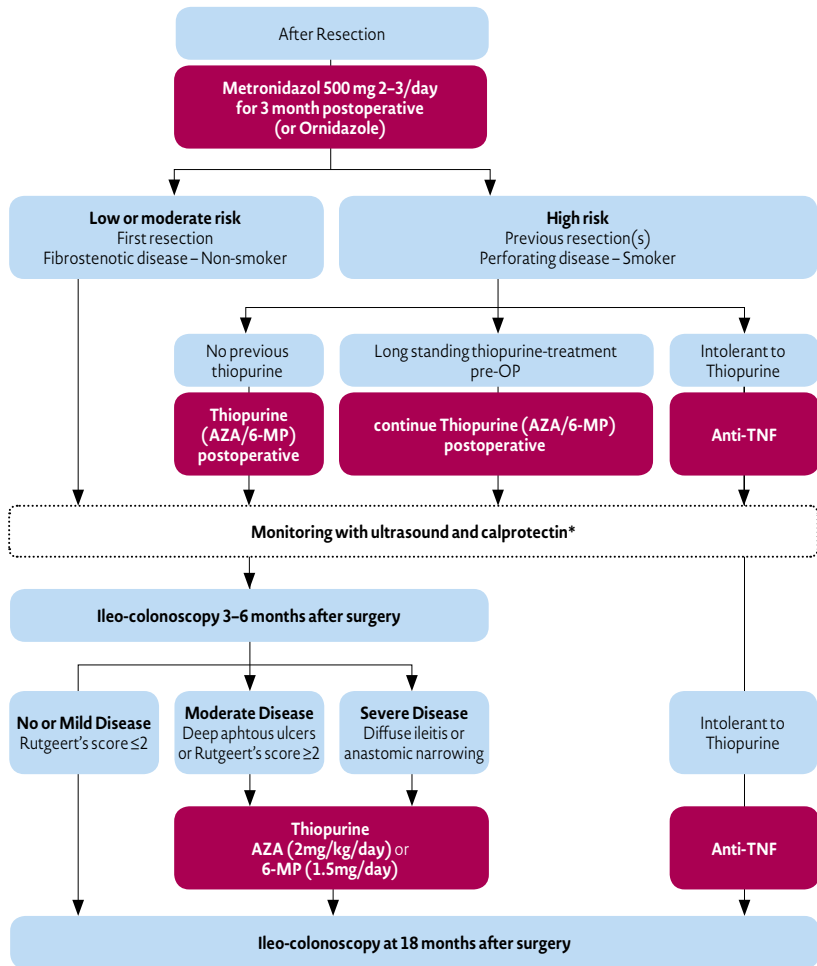 After Resection
Metronidazol 500 mg 2–3/day
for 3 month postoperative
(or Ornidazole)
Low or moderate risk
First resection
Fibrostenotic disease – Non-smoker
High risk
Previous resection(s)
Perforating disease – Smoker
No previous
thiopurine
Long standing thiopurine-treatment
pre-OP
Intolerant to
Thiopurine
Thiopurine
(AZA/6-MP)
postoperative
continue Thiopurine (AZA/6-MP)
postoperative
Anti-TNF
Monitoring with ultrasound and calprotectin*
Ileo-colonoscopy 3–6 months after surgery
No or Mild Disease
Rutgeert’s score ≤2
Moderate Disease
Deep aphtous ulcers
or Rutgeert’s score ≥2
Severe Disease
Diffuse ileitis or
anastomic narrowing
Intolerant to
Thiopurine
Thiopurine
AZA (2mg/kg/day) or
6-MP (1.5mg/day)
Anti-TNF
Ileo-colonoscopy at 18 months after surgery